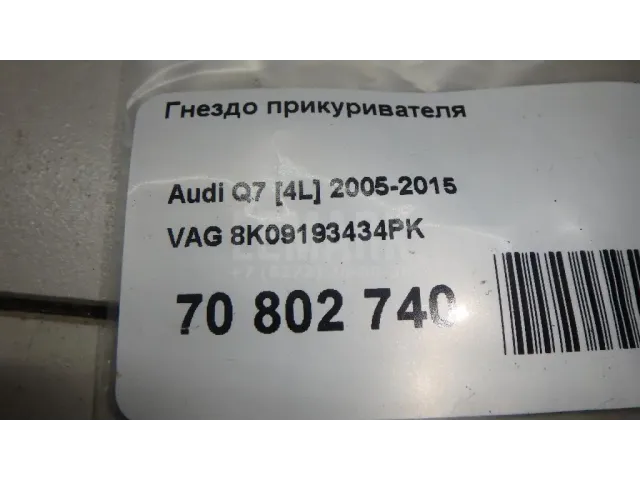 Гнездо прикуривателя
Audi Q7 [4L] 2005-2015
VAG 8K09193434PK
70 802 740